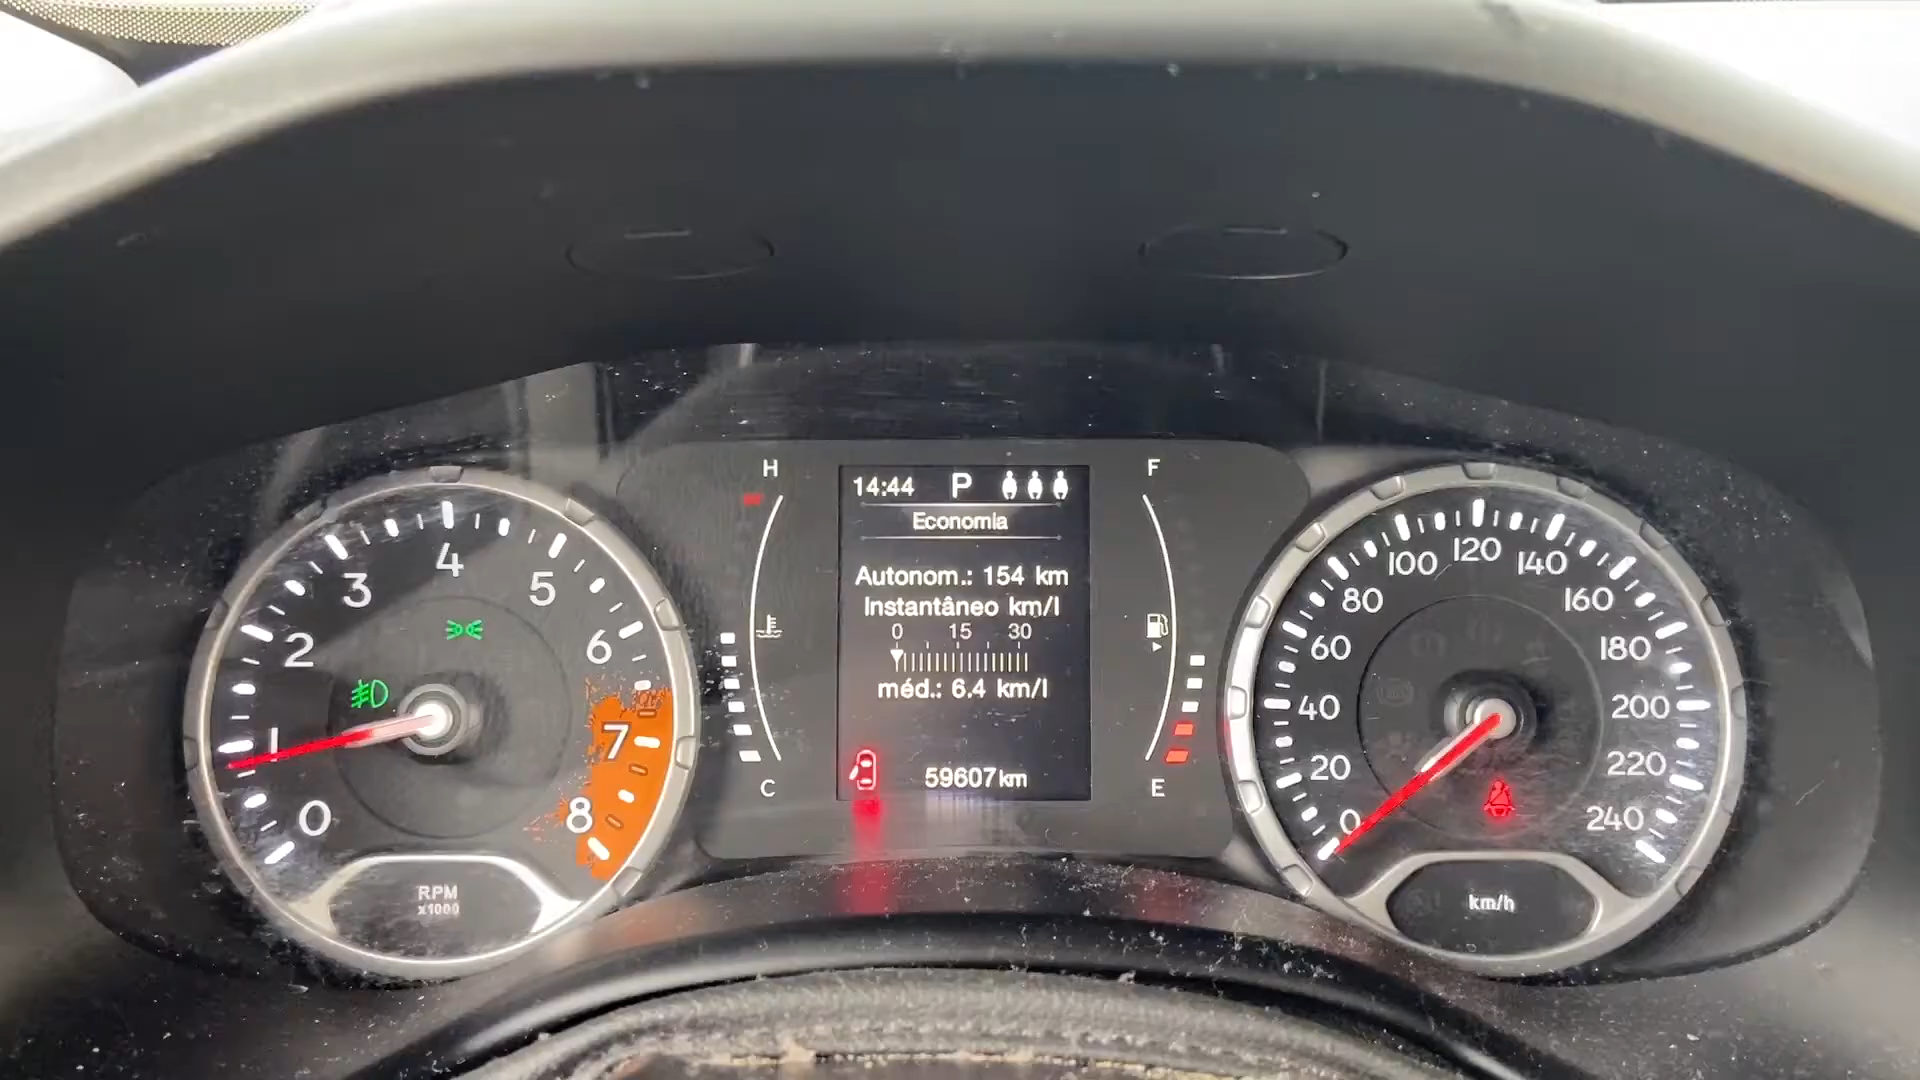 H
14:44 P
F
Economia
Autonom.: 154 km
Instantâneo km/l
0 15 30
méd.: 6.4 km/l
59607km
C
E
0
1
2
3
4
5
6
7
8
RPM
x1000
0
20
40
60
80
100
120
140
160
180
200
220
240
km/h